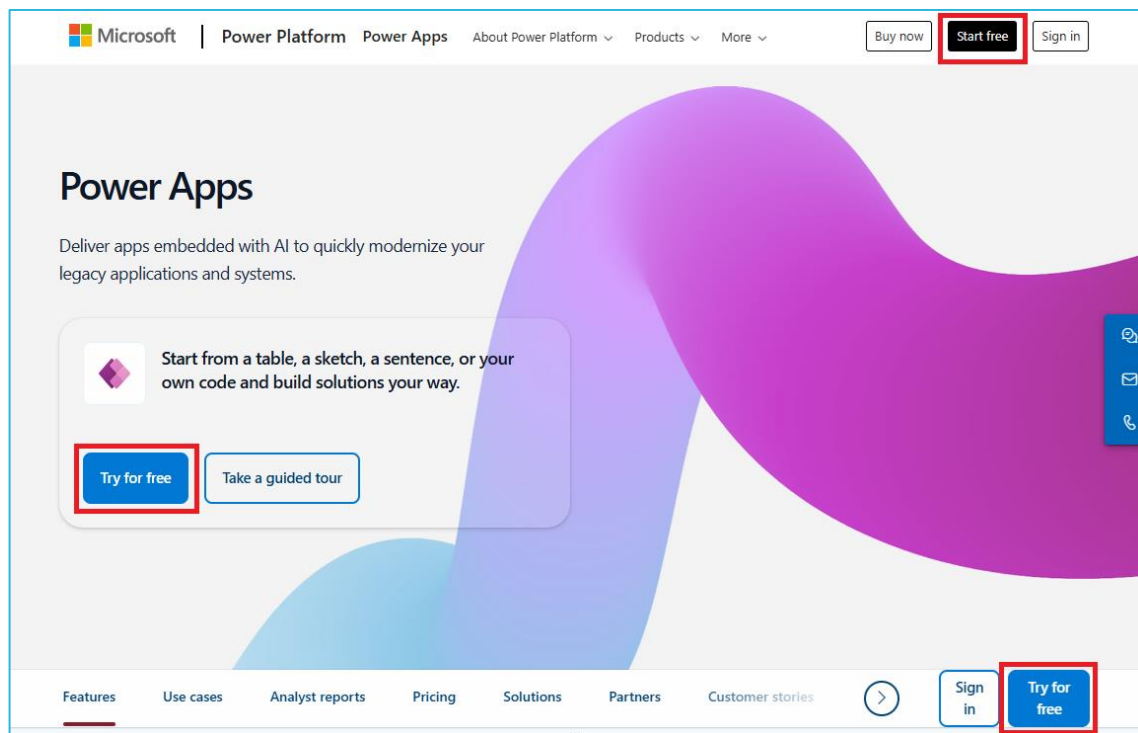 Microsoft | Power Platform Power Apps About Power Platform Products More Buy now Start free Sign in
Power Apps
Deliver apps embedded with AI to quickly modernize your
legacy applications and systems.
Start from a table, a sketch, a sentence, or your
own code and build solutions your way.
Try for free Take a guided tour
Features Use cases Analyst reports Pricing Solutions Partners Customer stories
Sign
in
Try for
free